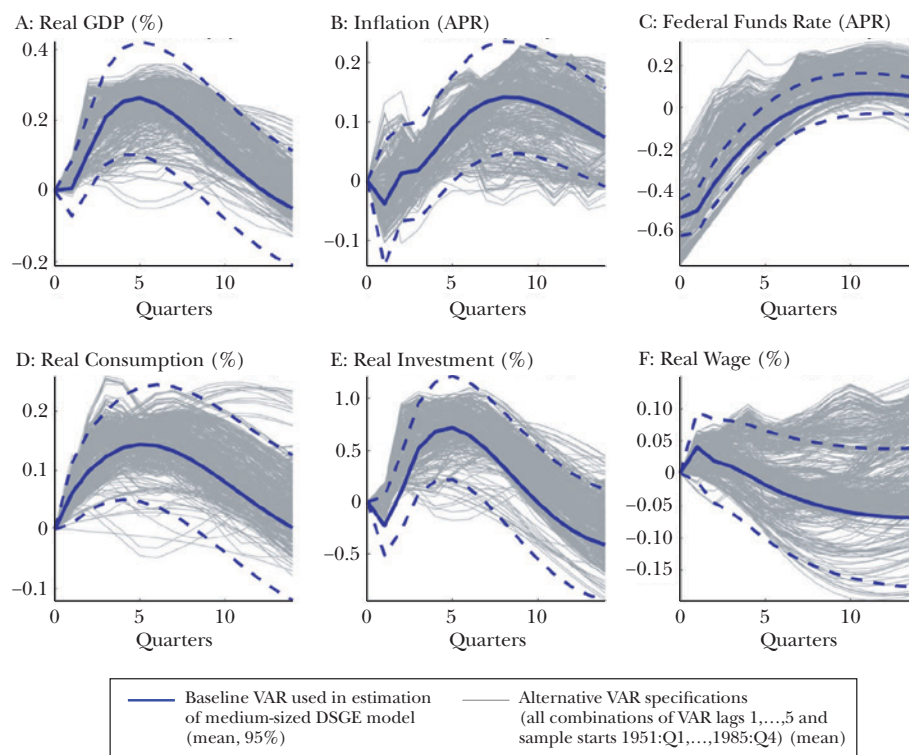 A: Real GDP (%)
0.4
0.2
0
−0.2
0 5 10
Quarters
B: Inflation (APR)
0.2
0.1
0
−0.1
0 5 10
Quarters
C: Federal Funds Rate (APR)
0.2
0
−0.2
−0.4
−0.6
0 5 10
Quarters
D: Real Consumption (%)
0.2
0.1
0
−0.1
0 5 10
Quarters
E: Real Investment (%)
1.0
0.5
0
−0.5
0 5 10
Quarters
F: Real Wage (%)
0.10
0.05
0
−0.05
−0.10
−0.15
0 5 10
Quarters
Baseline VAR used in estimation
of medium-sized DSGE model
(mean, 95%)
Alternative VAR specifications
(all combinations of VAR lags 1,...,5 and
sample starts 1951:Q1,...,1985:Q4) (mean)